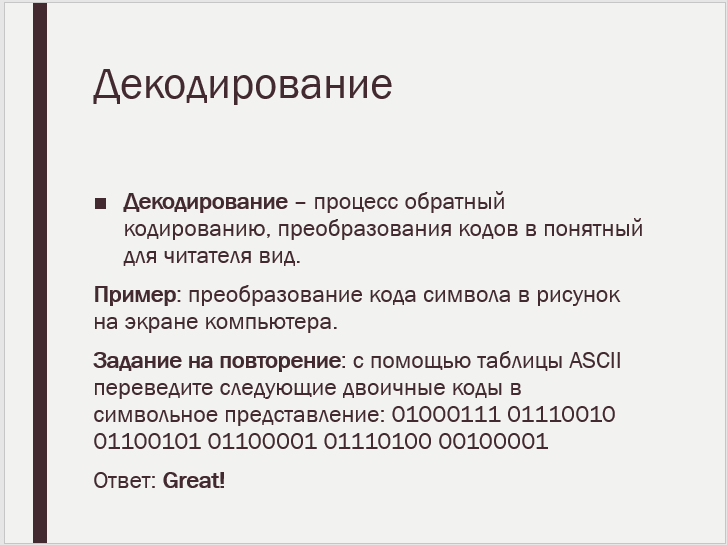 Декодирование
■ Декодирование – процесс обратный
кодированию, преобразования кодов в понятный
для читателя вид.
Пример: преобразование кода символа в рисунок
на экране компьютера.
Задание на повторение: с помощью таблицы ASCII
переведите следующие двоичные коды в
символьное представление: 01000111 01110010
01100101 01100001 01110100 00100001
Ответ: Great!